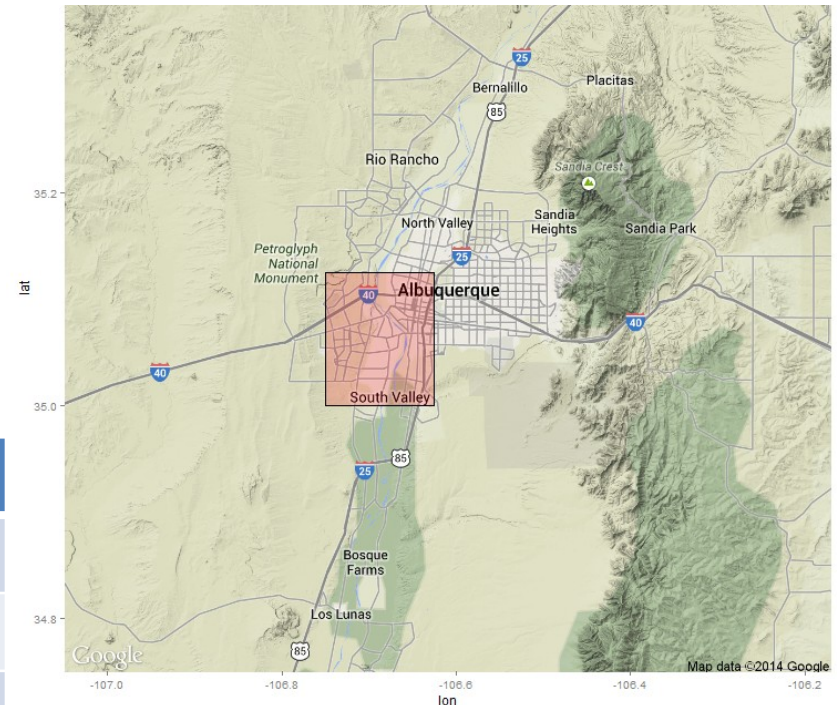 25
Placitas
Bernalillo
85
Rio Rancho
Sandia Crest
35.2
North Valley
Sandia
Heights
Sandia Park
Petroglyph
National
Monument
25
lat
40
Albuquerque
40
40
South Valley
35.0
85
25
Bosque
Farms
Los Lunas
34.8
85
Google
Map data ©2014 Google
-107.0 -106.8 -106.6 -106.4 -106.2
lon